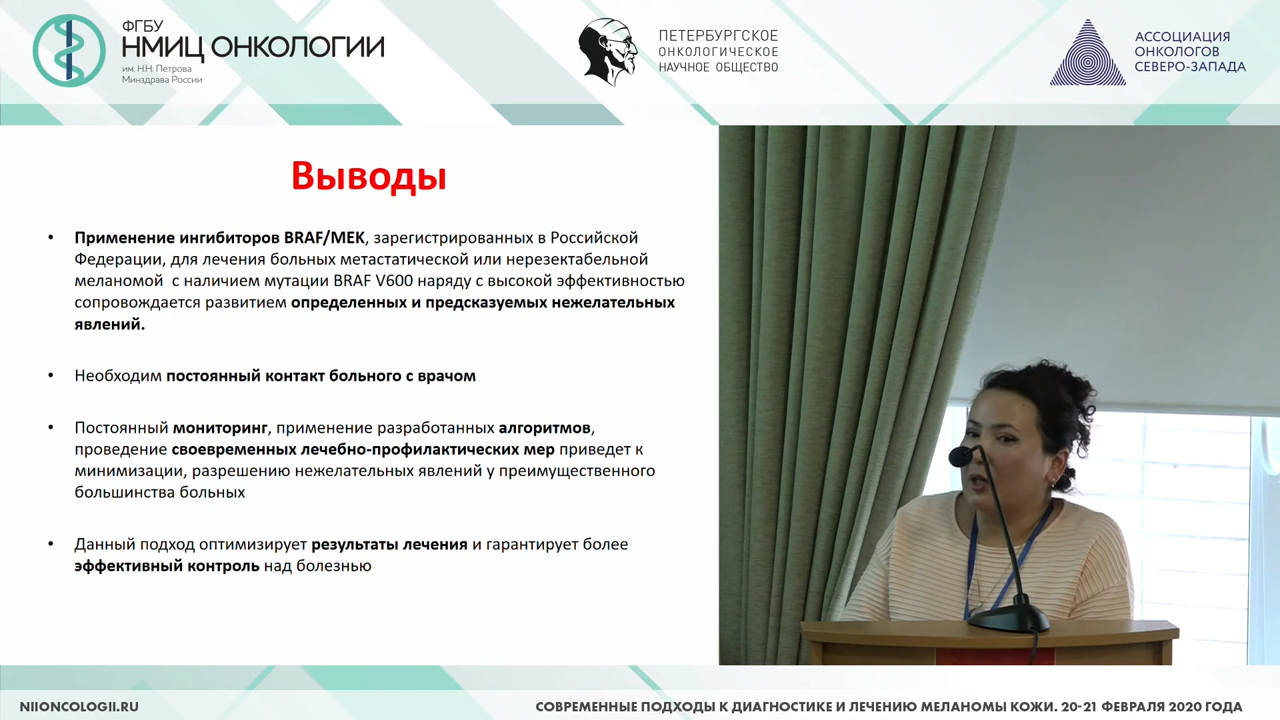 ФГБУ
НМИЦ ОНКОЛОГИИ
им. Н.Н. Петрова
Минздрава России
ПЕТЕРБУРГСКОЕ
ОНКОЛОГИЧЕСКОЕ
НАУЧНОЕ ОБЩЕСТВО
АССОЦИАЦИЯ
ОНКОЛОГОВ
СЕВЕРО-ЗАПАДА
Выводы
• Применение ингибиторов BRAF/MEK, зарегистрированных в Российской
Федерации, для лечения больных метастатической или нерезектабельной
меланомой с наличием мутации BRAF V600 наряду с высокой эффективностью
сопровождается развитием определенных и предсказуемых нежелательных
явлений.
• Необходим постоянный контакт больного с врачом
• Постоянный мониторинг, применение разработанных алгоритмов,
проведение своевременных лечебно-профилактических мер приведет к
минимизации, разрешению нежелательных явлений у преимущественного
большинства больных
• Данный подход оптимизирует результаты лечения и гарантирует более
эффективный контроль над болезнью
NIIONCOLOGII.RU
СОВРЕМЕННЫЕ ПОДХОДЫ К ДИАГНОСТИКЕ И ЛЕЧЕНИЮ МЕЛАНОМЫ КОЖИ. 20-21 ФЕВРАЛЯ 2020 ГОДА